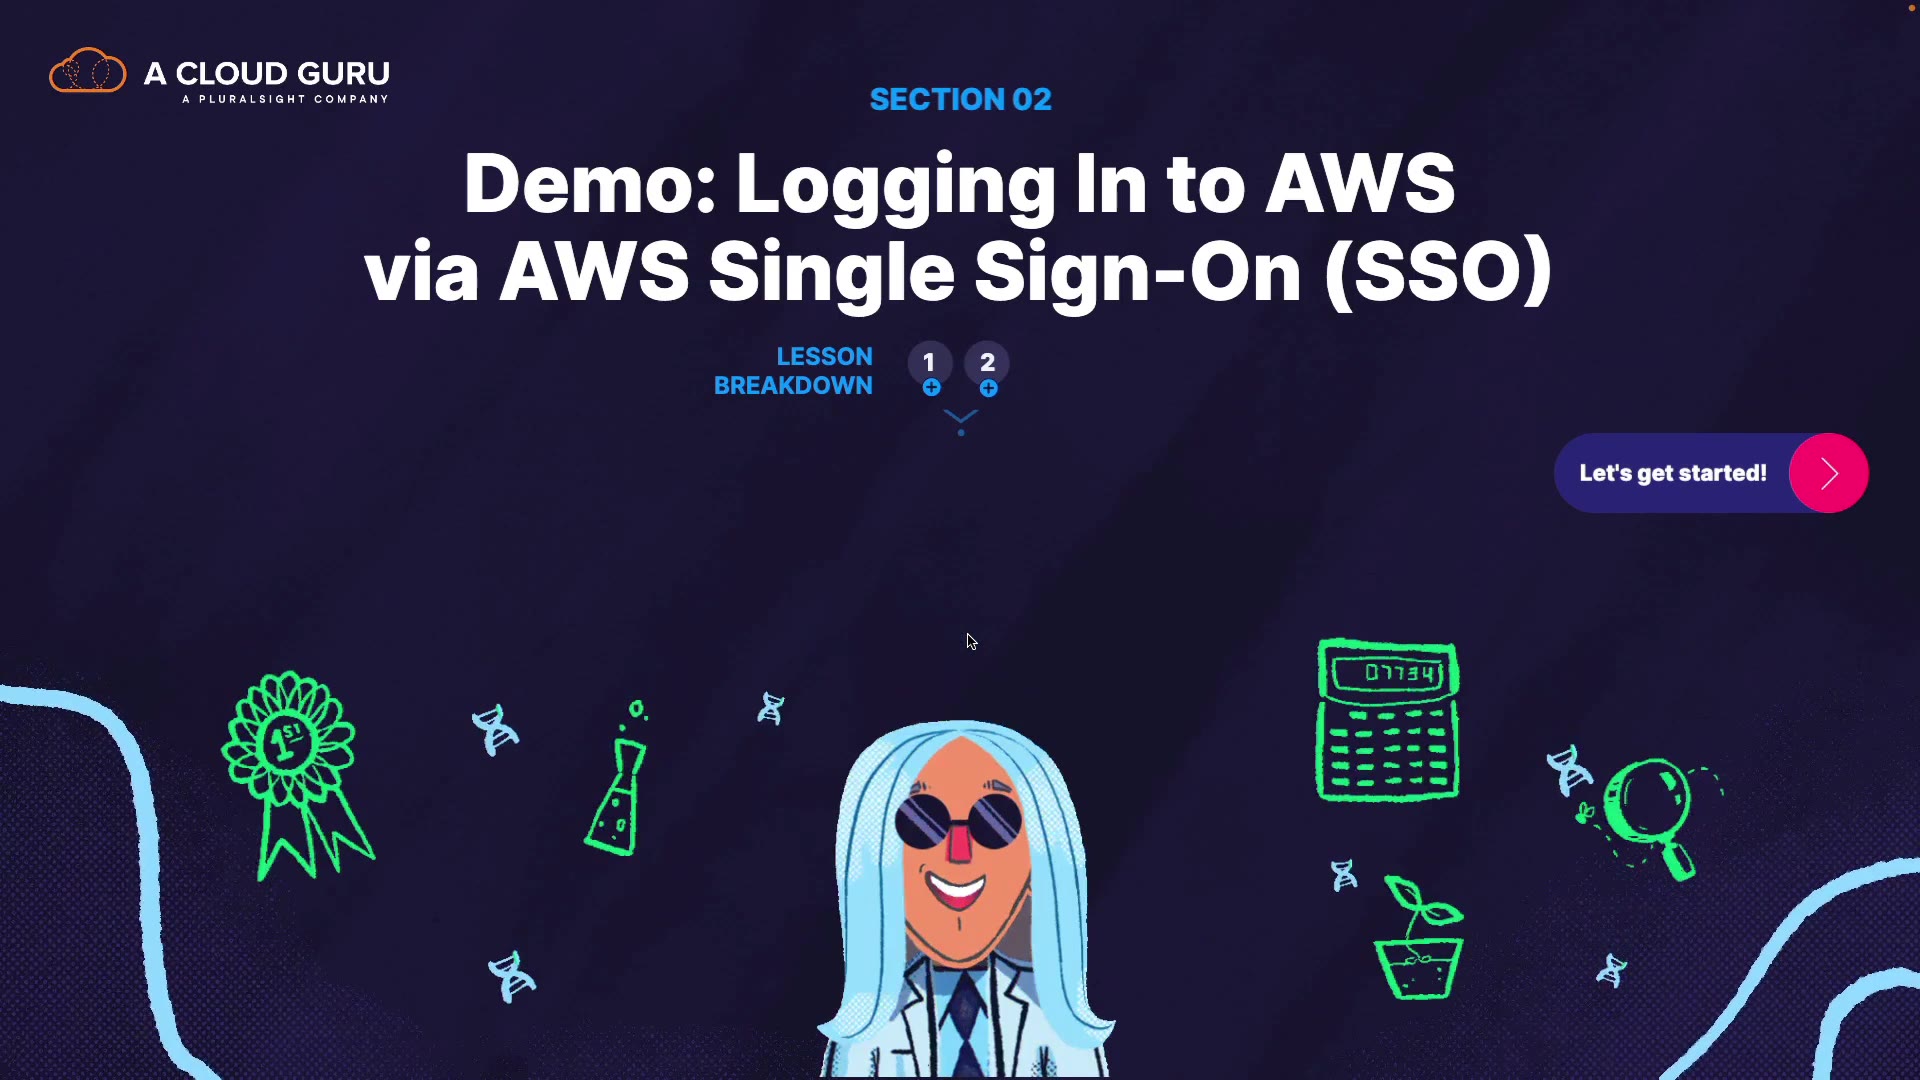 A CLOUD GURU
A PLURALSIGHT COMPANY
SECTION 02
Demo: Logging In to AWS
via AWS Single Sign-On (SSO)
LESSON
BREAKDOWN
1 2
Let's get started!
1ST
07734